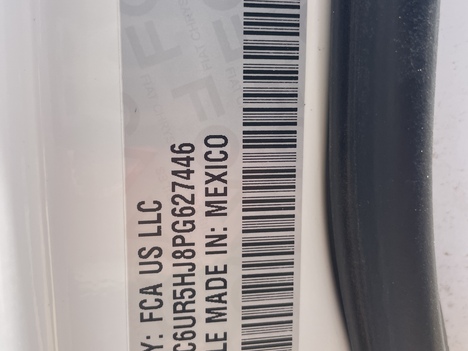 Y: FCA US LLC
C6UR5HJ8PG627446
LE MADE IN: MEXICO